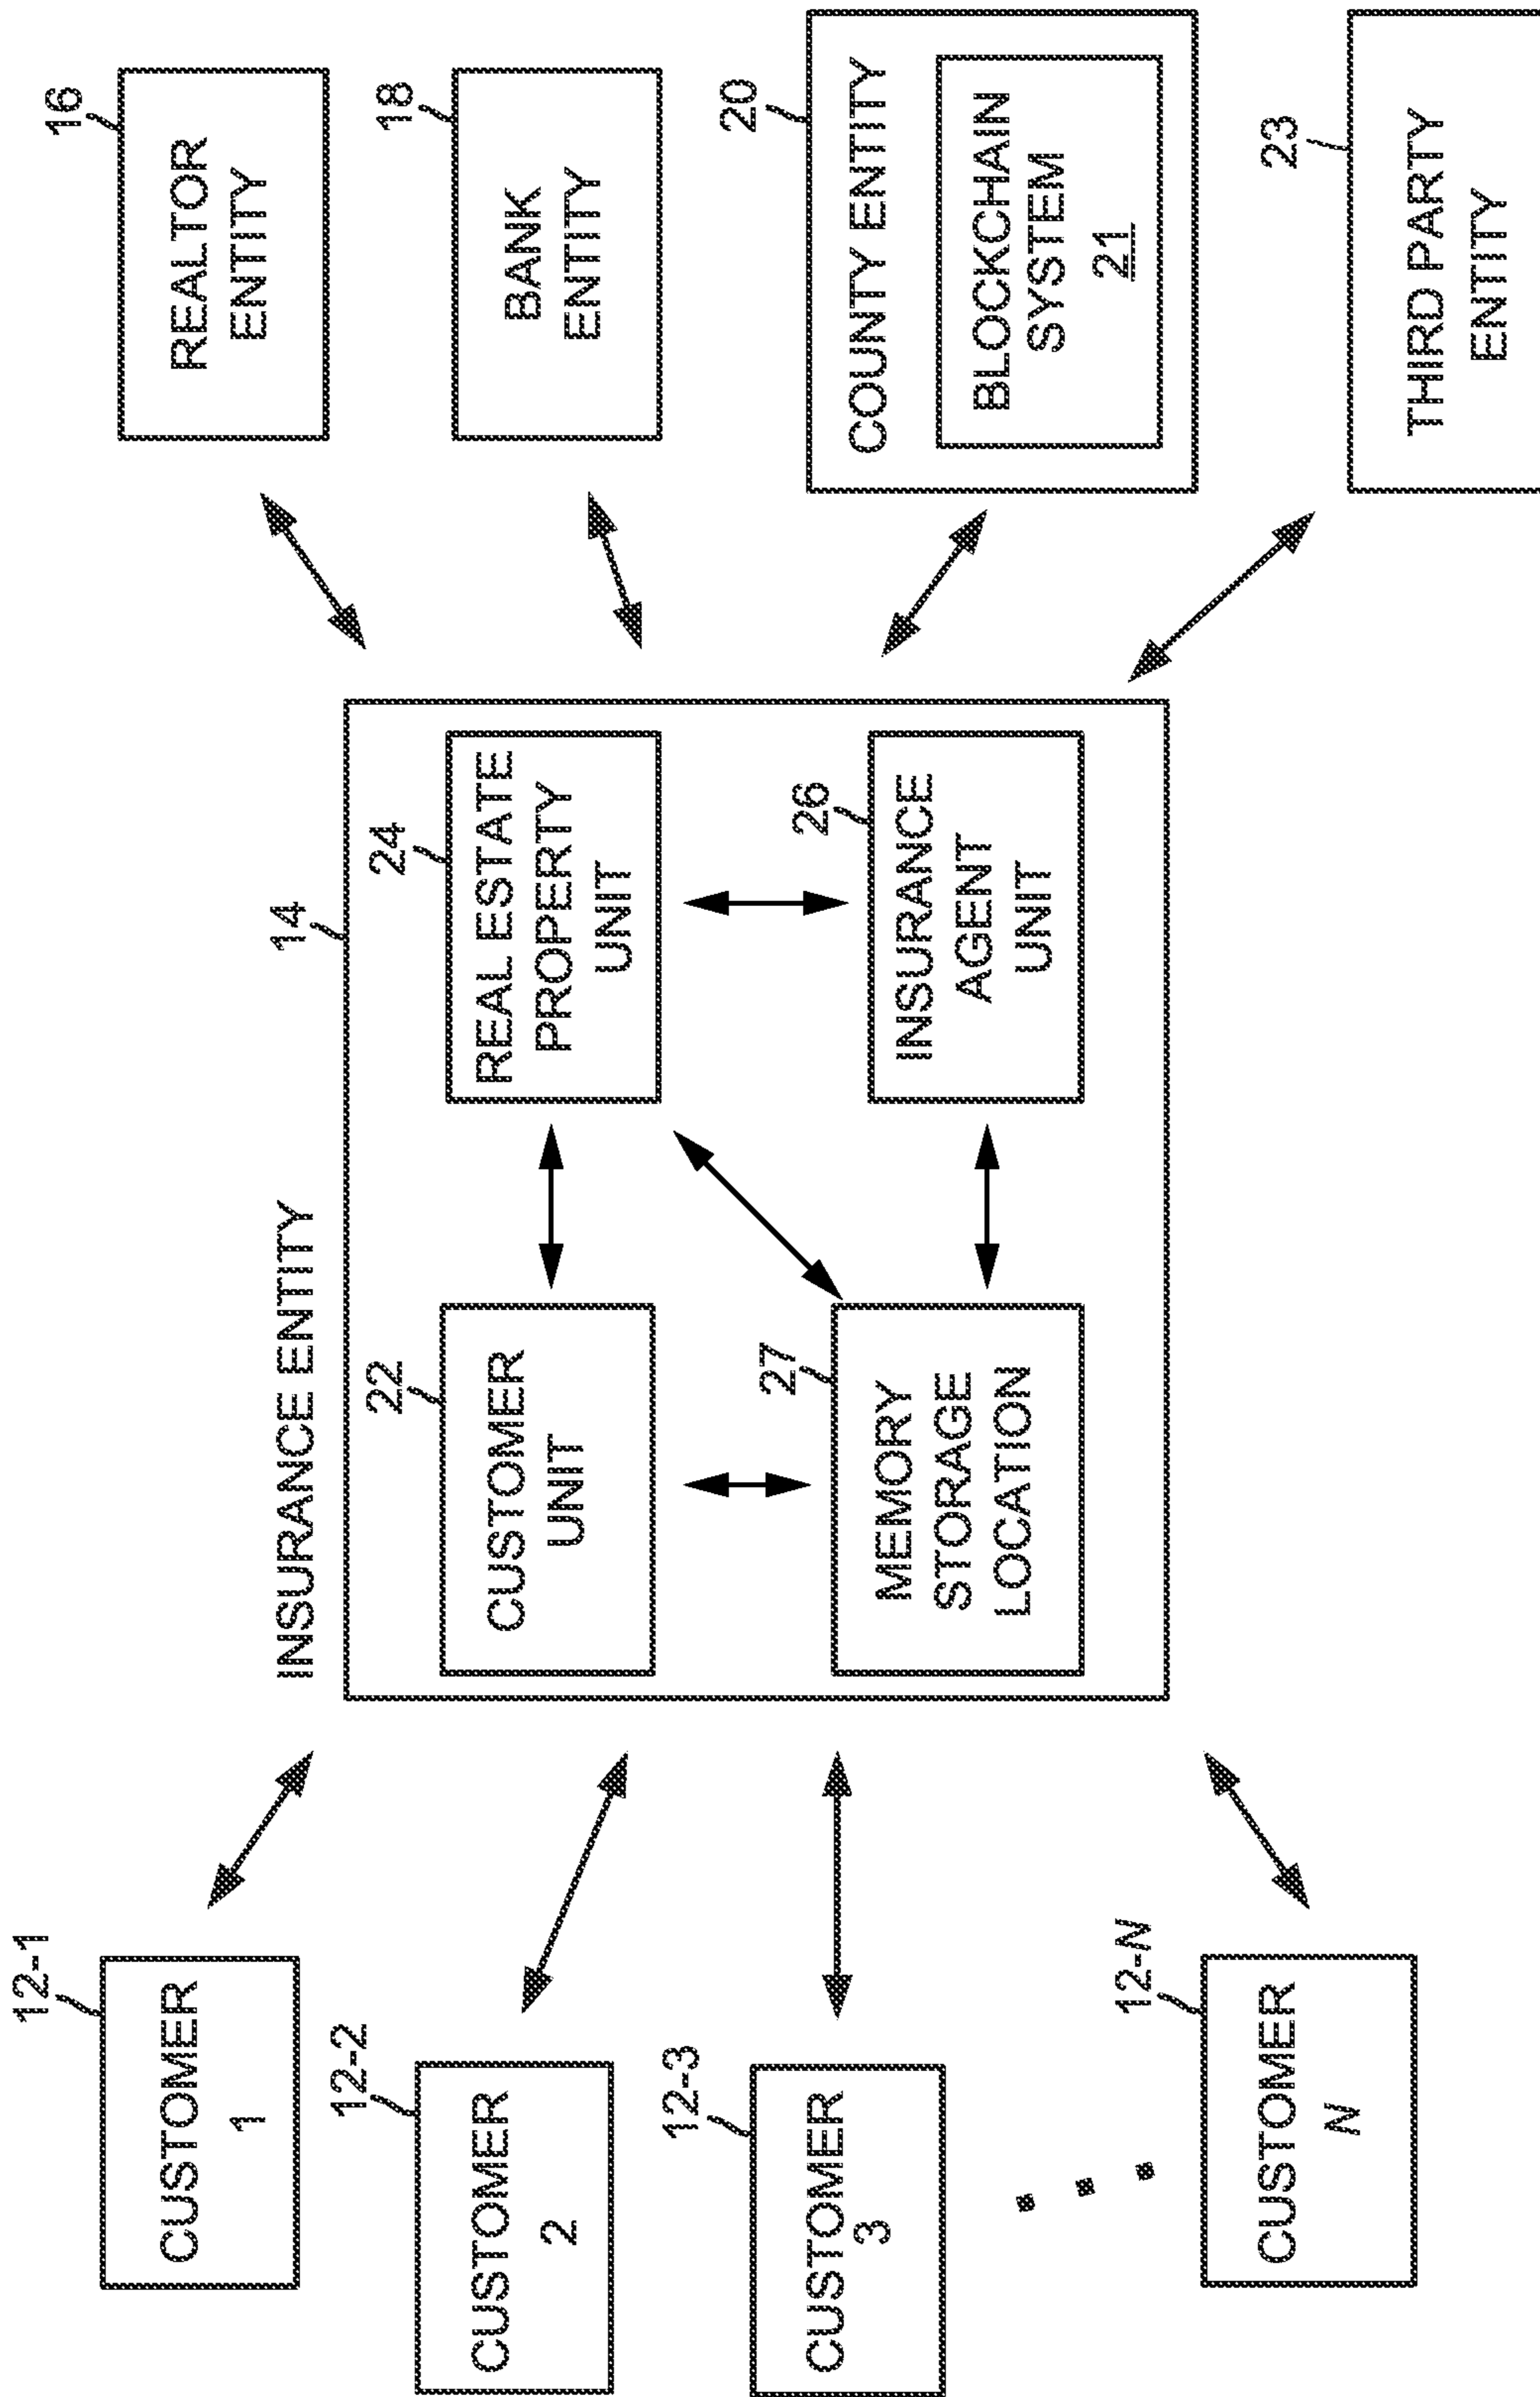 12-1
CUSTOMER
1
12-2
CUSTOMER
2
12-3
CUSTOMER
3
12-N
CUSTOMER
N
INSURANCE ENTITY
14
22
CUSTOMER
UNIT
24
REAL ESTATE
PROPERTY
UNIT
27
MEMORY
STORAGE
LOCATION
26
INSURANCE
AGENT
UNIT
16
REALTOR
ENTITY
18
BANK
ENTITY
20
COUNTY ENTITY
BLOCKCHAIN
SYSTEM
21
23
THIRD PARTY
ENTITY